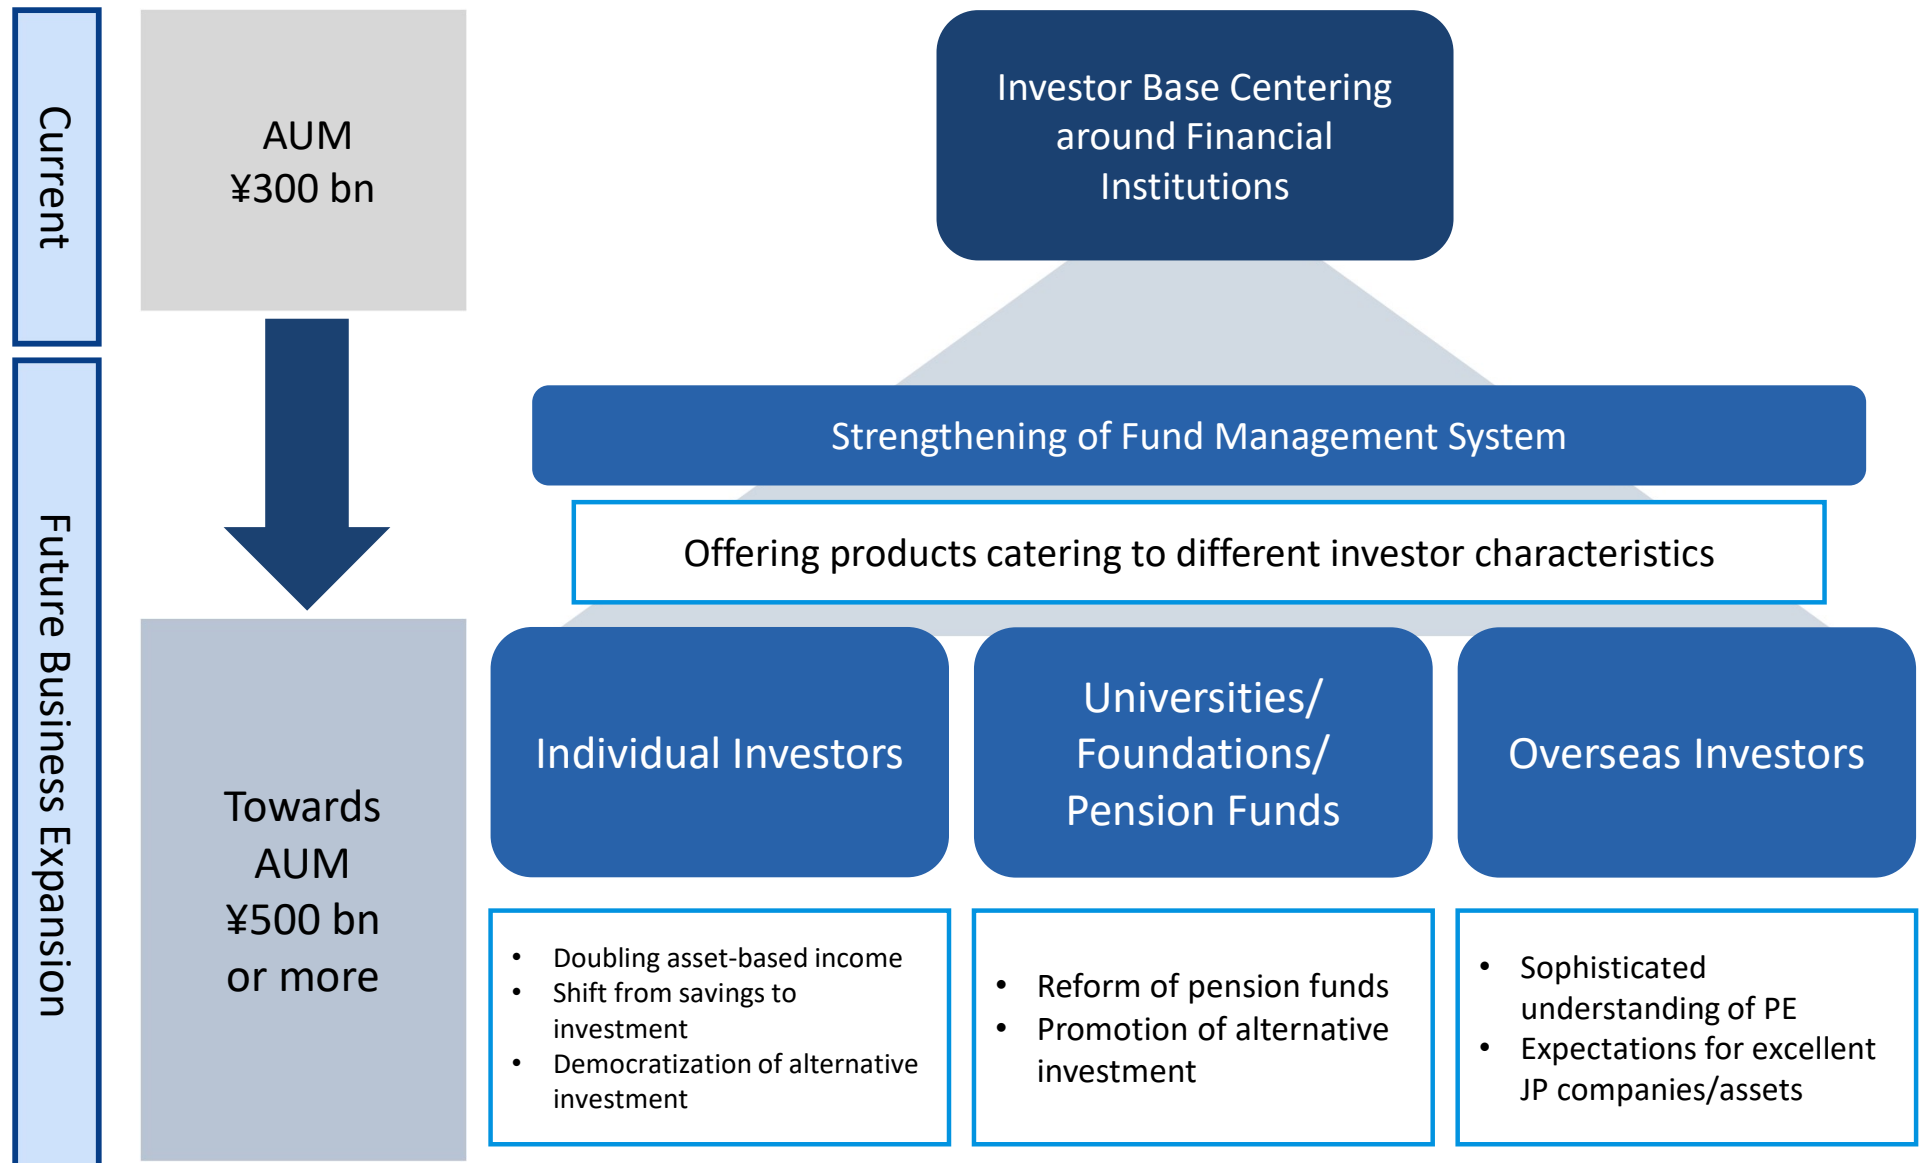 Current
AUM
¥300 bn
Investor Base Centering
around Financial
Institutions
Future Business Expansion
Strengthening of Fund Management System
Offering products catering to different investor characteristics
Towards
AUM
¥500 bn
or more
Individual Investors
Universities/
Foundations/
Pension Funds
Overseas Investors
• Doubling asset-based income
• Shift from savings to
investment
• Democratization of alternative
investment
• Reform of pension funds
• Promotion of alternative
investment
• Sophisticated
understanding of PE
• Expectations for excellent
JP companies/assets